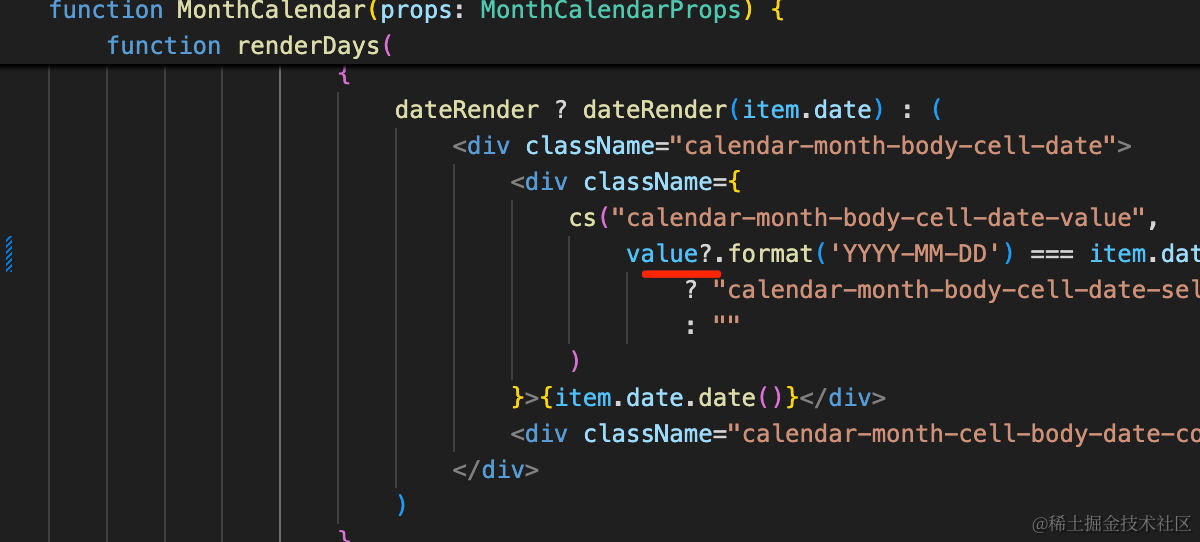 function MonthCalendar(props: MonthCalendarProps) {
function renderDays(
{
dateRender ? dateRender(item.date) : (
<div className="calendar-month-body-cell-date">
<div className={
cs("calendar-month-body-cell-date-value",
value?.format('YYYY-MM-DD') === item.dat
? "calendar-month-body-cell-date-sel
: ""
)
}>{item.date.date()}</div>
<div className="calendar-month-cell-body-date-co
</div>
)
}
@稀土掘金技术社区